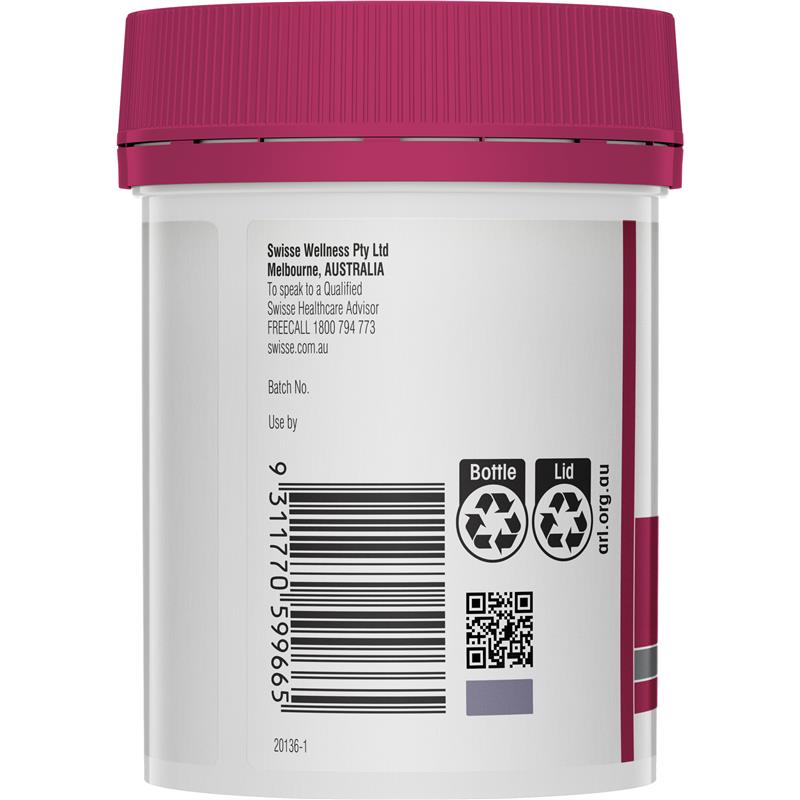 Swisse Wellness Pty Ltd
Melbourne, AUSTRALIA
To speak to a Qualified
Swisse Healthcare Advisor
FREECALL 1800 794 773
swisse.com.au
Batch No.
Use by
9 311770 599665
Bottle
Lid
arl.org.au
20136-1